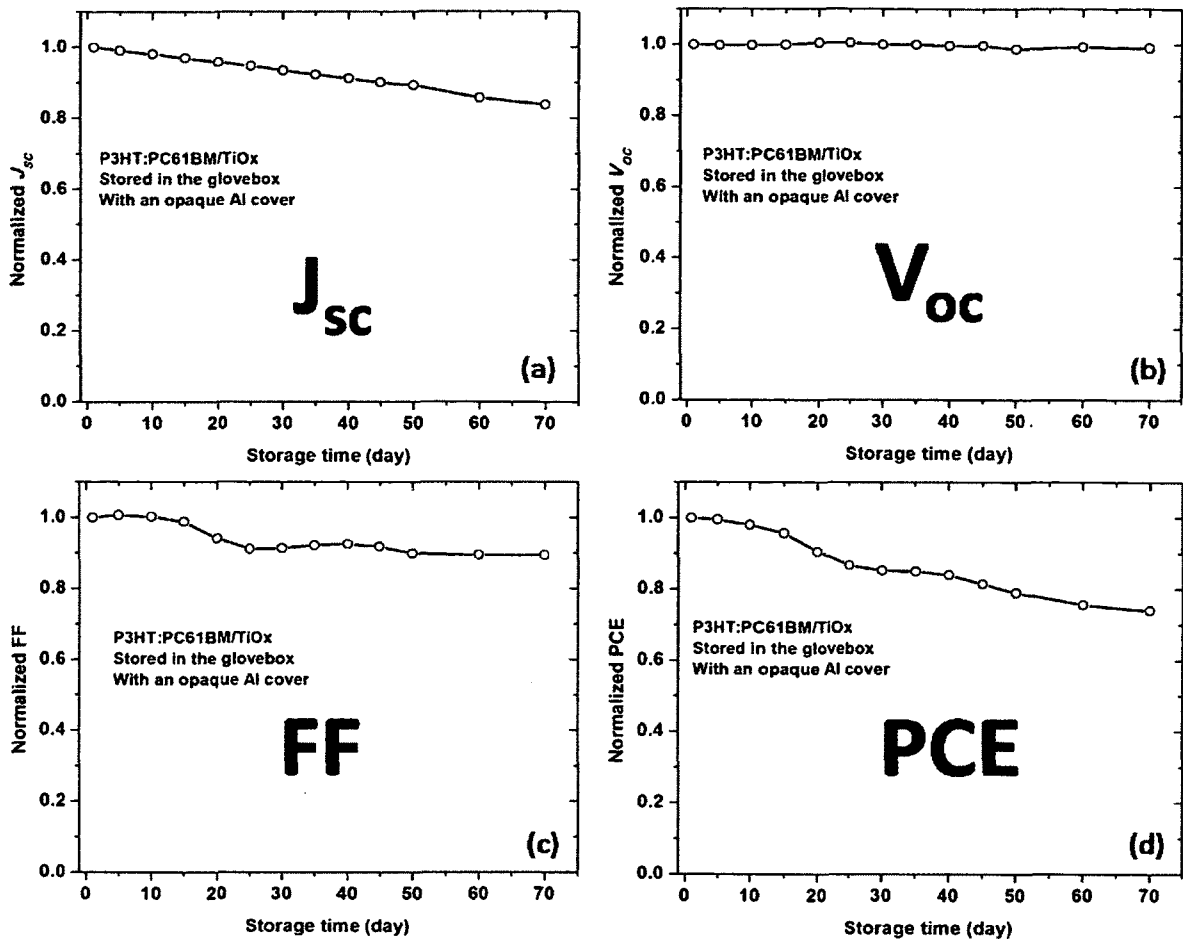 1.0
0.8
0.6
0.4
0.2
0.0
Normalized Jsc
P3HT:PC61BM/TiOx
Stored in the glovebox
With an opaque Al cover
Jsc
(a)
0 10 20 30 40 50 60 70
Storage time (day)
1.0
0.8
0.6
0.4
0.2
0.0
Normalized Voc
P3HT:PC61BM/TiOx
Stored in the glovebox
With an opaque Al cover
Voc
(b)
0 10 20 30 40 50 60 70
Storage time (day)
1.0
0.8
0.6
0.4
0.2
0.0
Normalized FF
P3HT:PC61BM/TiOx
Stored in the glovebox
With an opaque Al cover
FF
(c)
0 10 20 30 40 50 60 70
Storage time (day)
1.0
0.8
0.6
0.4
0.2
0.0
Normalized PCE
P3HT:PC61BM/TiOx
Stored in the glovebox
With an opaque Al cover
PCE
(d)
0 10 20 30 40 50 60 70
Storage time (day)